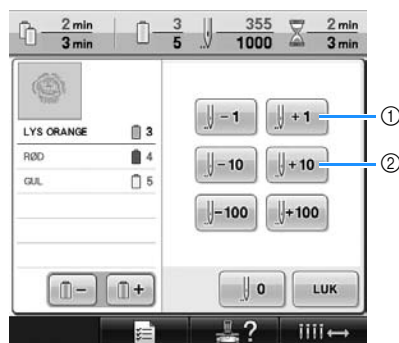 2 min 3 355 2 min
3 min 5 1000 3 min
-1 +1 ①
LYS ORANGE 3
RØD 4 -10 +10 ②
GUL 5
-100 +100
- + 0 LUK
?